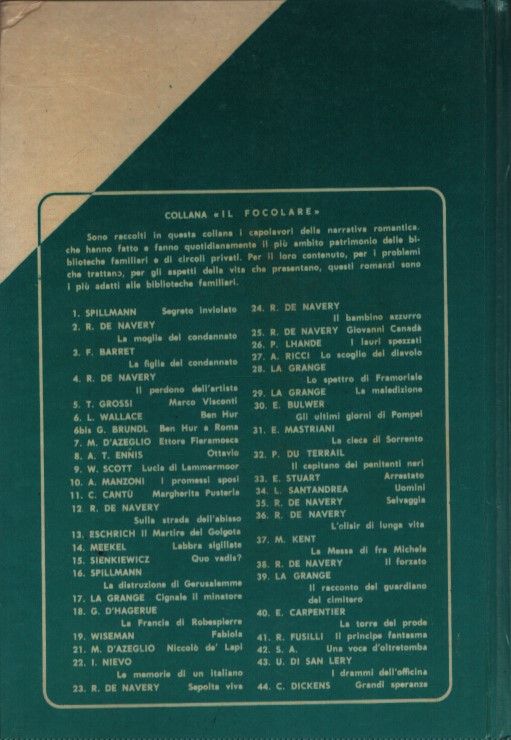 COLLANA «IL FOCOLARE»
Sono raccolti in questa collana i capolavori della narrativa romantica.
che hanno fatto e fanno quotidianamente il più ambito patrimonio delle bi-
blioteche familiari e di circoli privati. Per il loro contenuto, per i problemi
che trattano, per gli aspetti della vita che presentano, questi romanzi sono
i più adatti alle biblioteche familiari.
1. SPILLMANN Segreto inviolato
2. R. DE NAVERY
La moglie del condannato
3. F. BARRET
La figlia del condannato
4. R. DE NAVERY
Il perdono dell'artista
5. T. GROSSI Marco Visconti
6. L. WALLACE Ben Hur
6bis G. BRUNDL Ben Hur a Roma
7. M. D'AZEGLIO Ettore Fieramosca
8. A. T. ENNIS Ottavio
9. W. SCOTT Lucia di Lammermoor
10. A. MANZONI I promessi sposi
11. C. CANTÙ Margherita Pusterla
12. R. DE NAVERY
Sulla strada dell'abisso
13. ESCHRICH Il Martire del Golgota
14. MEEKEL Labbra sigillate
15. SIENKIEWICZ Quo vadis?
16. SPILLMANN
La distruzione di Gerusalemme
17. LA GRANGE Cignale il minatore
18. G. D'HAGERUE
La Francia di Robespierre
19. WISEMAN Fabiola
21. M. D'AZEGLIO Niccolò de' Lapi
22. I. NIEVO
Le memorie di un italiano
23. R. DE NAVERY Sepolta viva
24. R. DE NAVERY
Il bambino azzurro
25. R. DE NAVERY Giovanni Canadà
26. P. LHANDE I lauri spezzati
27. A. RICCI Lo scoglio del diavolo
28. LA GRANGE
Lo spettro di Framoriale
29. LA GRANGE La maledizione
30. E. BULWER
Gli ultimi giorni di Pompei
31. E. MASTRIANI
La cieca di Sorrento
32. P. DU TERRAIL
Il capitano dei penitenti neri
33. E. STUART Arrestato
34. L. SANTANDREA Uomini
35. R. DE NAVERY Selvaggia
36. R. DE NAVERY
L'elisir di lunga vita
37. M. KENT
La Messa di fra Michele
38. R. DE NAVERY Il forzato
39. LA GRANGE
Il racconto del guardiano
del cimitero
40. E. CARPENTIER
La torre del prode
41. R. FUSILLI Il principe fantasma
42. S. A. Una voce d'oltretomba
43. U. DI SAN LERY
I drammi dell'officina
44. C. DICKENS Grandi speranze